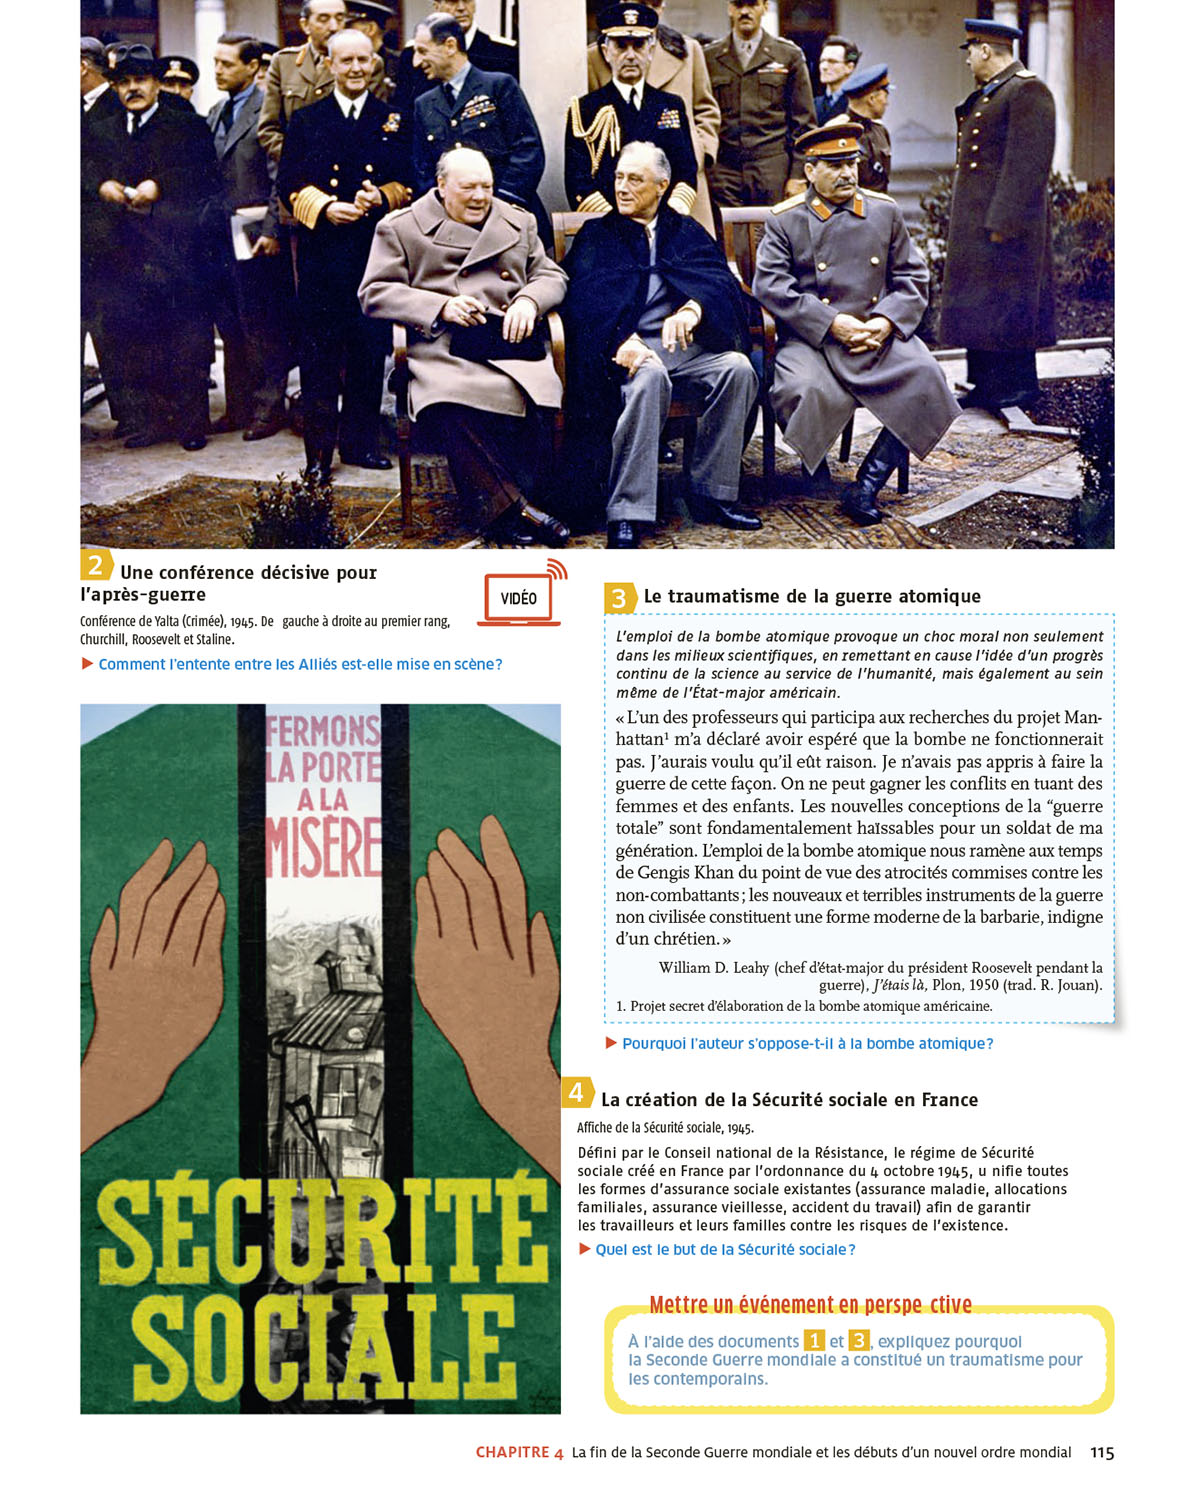 2 Une conférence décisive pour
l'après-guerre
VIDÉO
Conférence de Yalta (Crimée), 1945. De gauche à droite au premier rang,
Churchill, Roosevelt et Staline.
▶ Comment l'entente entre les Alliés est-elle mise en scène?
FERMONS
LA PORTE
A LA
MISÈRE
SÉCURITÉ
SOCIALE
3 Le traumatisme de la guerre atomique
L'emploi de la bombe atomique provoque un choc moral non seulement
dans les milieux scientifiques, en remettant en cause l'idée d'un progrès
continu de la science au service de l'humanité, mais également au sein
même de l'État-major américain.
« L'un des professeurs qui participa aux recherches du projet Man-
hattan¹ m'a déclaré avoir espéré que la bombe ne fonctionnerait
pas. J'aurais voulu qu'il eût raison. Je n'avais pas appris à faire la
guerre de cette façon. On ne peut gagner les conflits en tuant des
femmes et des enfants. Les nouvelles conceptions de la “guerre
totale” sont fondamentalement haïssables pour un soldat de ma
génération. L'emploi de la bombe atomique nous ramène aux temps
de Gengis Khan du point de vue des atrocités commises contre les
non-combattants; les nouveaux et terribles instruments de la guerre
non civilisée constituent une forme moderne de la barbarie, indigne
d'un chrétien. »
William D. Leahy (chef d'état-major du président Roosevelt pendant la
guerre), J'étais là, Plon, 1950 (trad. R. Jouan).
1. Projet secret d'élaboration de la bombe atomique américaine.
▶ Pourquoi l'auteur s'oppose-t-il à la bombe atomique?
4 La création de la Sécurité sociale en France
Affiche de la Sécurité sociale, 1945.
Défini par le Conseil national de la Résistance, le régime de Sécurité
sociale créé en France par l'ordonnance du 4 octobre 1945, u nifie toutes
les formes d'assurance sociale existantes (assurance maladie, allocations
familiales, assurance vieillesse, accident du travail) afin de garantir
les travailleurs et leurs familles contre les risques de l'existence.
▶ Quel est le but de la Sécurité sociale?
Mettre un événement en perspe ctive
À l'aide des documents 1 et 3, expliquez pourquoi
la Seconde Guerre mondiale a constitué un traumatisme pour
les contemporains.
CHAPITRE 4 La fin de la Seconde Guerre mondiale et les débuts d'un nouvel ordre mondial 115